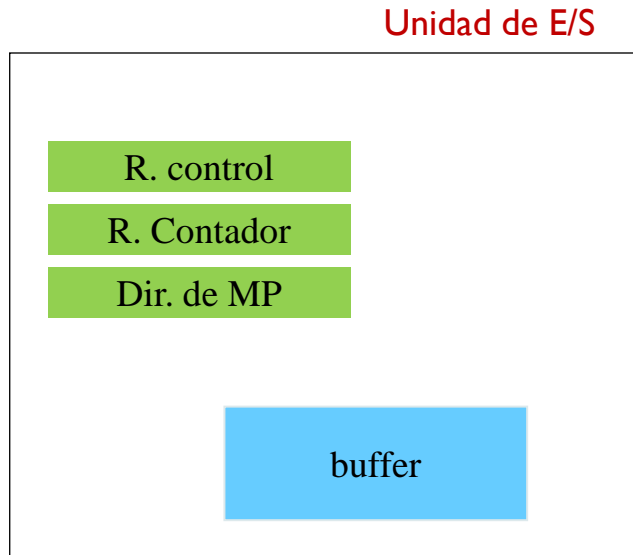 Unidad de E/S
R. control
R. Contador
Dir. de MP
buffer